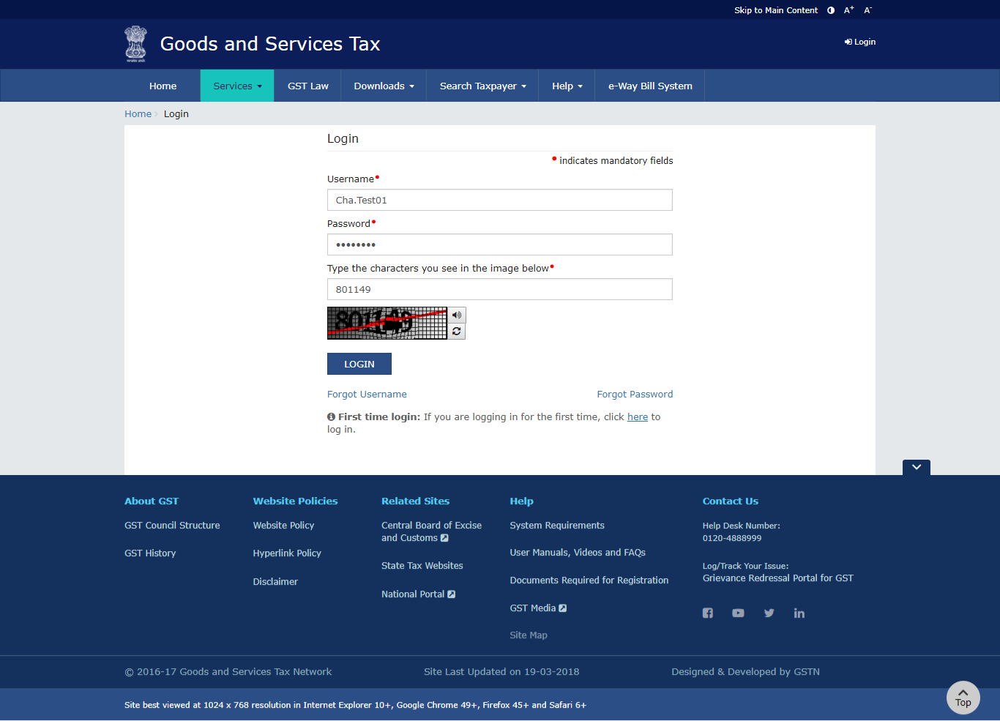 Skip to Main Content A+ A-
Goods and Services Tax
Login
Home Services GST Law Downloads Search Taxpayer Help e-Way Bill System
Home › Login
Login
• indicates mandatory fields
Username•
Cha.Test01
Password•
••••••••
Type the characters you see in the image below•
801149
801149
LOGIN
Forgot Username Forgot Password
First time login: If you are logging in for the first time, click here to
log in.
About GST
GST Council Structure
GST History
Website Policies
Website Policy
Hyperlink Policy
Disclaimer
Related Sites
Central Board of Excise
and Customs
State Tax Websites
National Portal
Help
System Requirements
User Manuals, Videos and FAQs
Documents Required for Registration
GST Media
Site Map
Contact Us
Help Desk Number:
0120-4888999
Log/Track Your Issue:
Grievance Redressal Portal for GST
© 2016-17 Goods and Services Tax Network Site Last Updated on 19-03-2018 Designed & Developed by GSTN
Site best viewed at 1024 x 768 resolution in Internet Explorer 10+, Google Chrome 49+, Firefox 45+ and Safari 6+
Top